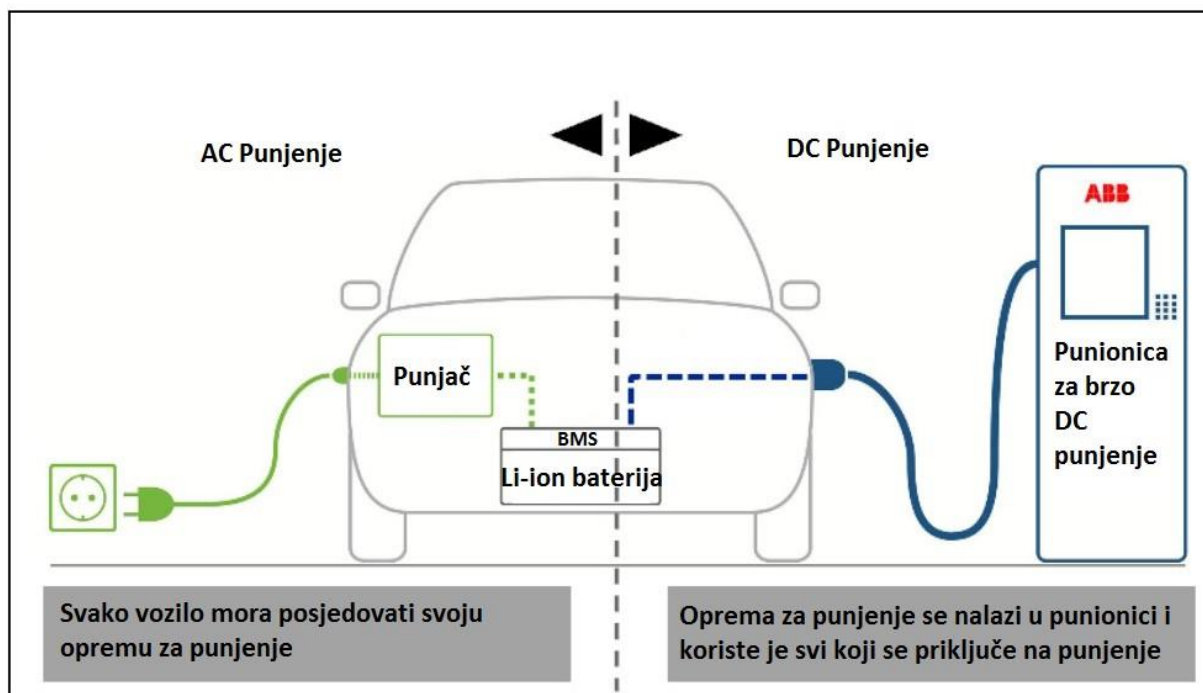 AC Punjenje
DC Punjenje
ABB
Punjač
BMS
Li-ion baterija
Punionica
za brzo
DC
punjenje
Svako vozilo mora posjedovati svoju
opremu za punjenje
Oprema za punjenje se nalazi u punionici i
koriste je svi koji se priključe na punjenje